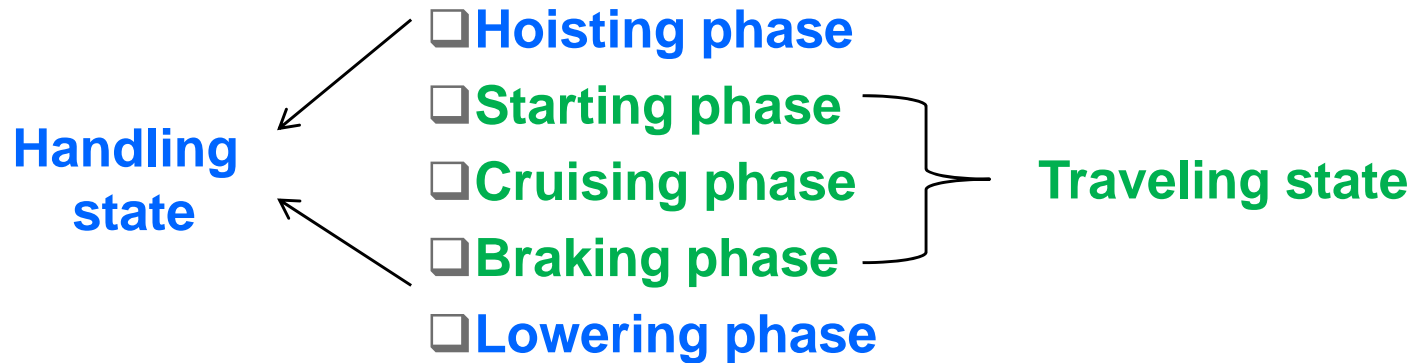 Hoisting phase
Starting phase
Cruising phase
Braking phase
Lowering phase
Handling
state
Traveling state